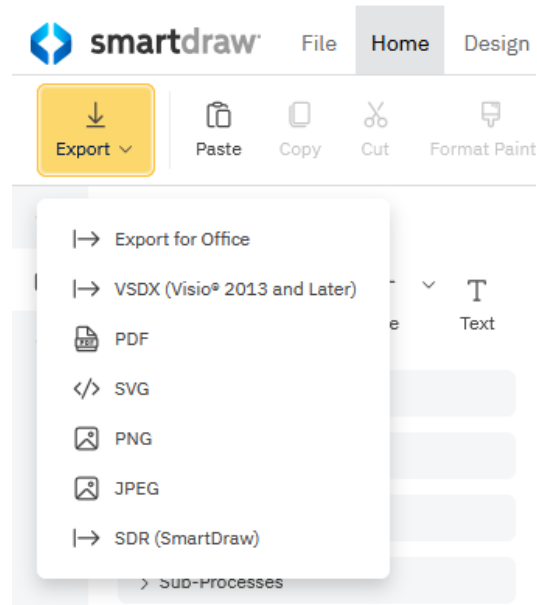 smartdraw File Home Design
Export Paste Copy Cut Format Paint
Export for Office
VSDX (Visio® 2013 and Later)
PDF
Text
SVG
PNG
JPEG
SDR (SmartDraw)
Sub-Processes